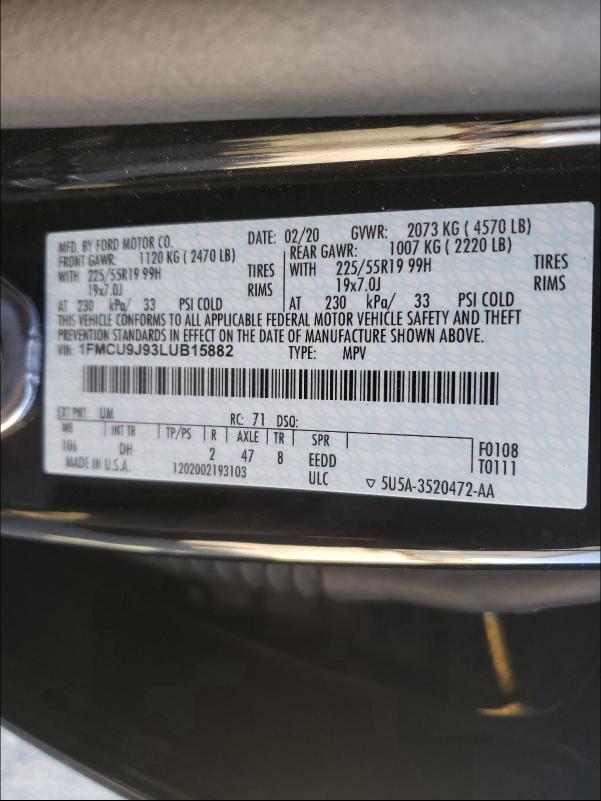 MFD. BY FORD MOTOR CO. DATE: 02/20 GVWR: 2073 KG ( 4570 LB)
FRONT GAWR: 1120 KG ( 2470 LB) REAR GAWR: 1007 KG ( 2220 LB)
WITH 225/55R19 99H TIRES WITH 225/55R19 99H TIRES
19x7.0J RIMS 19x7.0J RIMS
AT 230 kPa/ 33 PSI COLD AT 230 kPa/ 33 PSI COLD
THIS VEHICLE CONFORMS TO ALL APPLICABLE FEDERAL MOTOR VEHICLE SAFETY AND THEFT
PREVENTION STANDARDS IN EFFECT ON THE DATE OF MANUFACTURE SHOWN ABOVE.
VIN: 1FMCU9J93LUB15882 TYPE: MPV
EXT PNT: UM RC: 71 DSO:
WB INT TR TP/PS R AXLE TR SPR F0108
106 DH 2 47 8 EEDD T0111
MADE IN U.S.A. 1202002193103 ULC ▽ 5U5A-3520472-AA